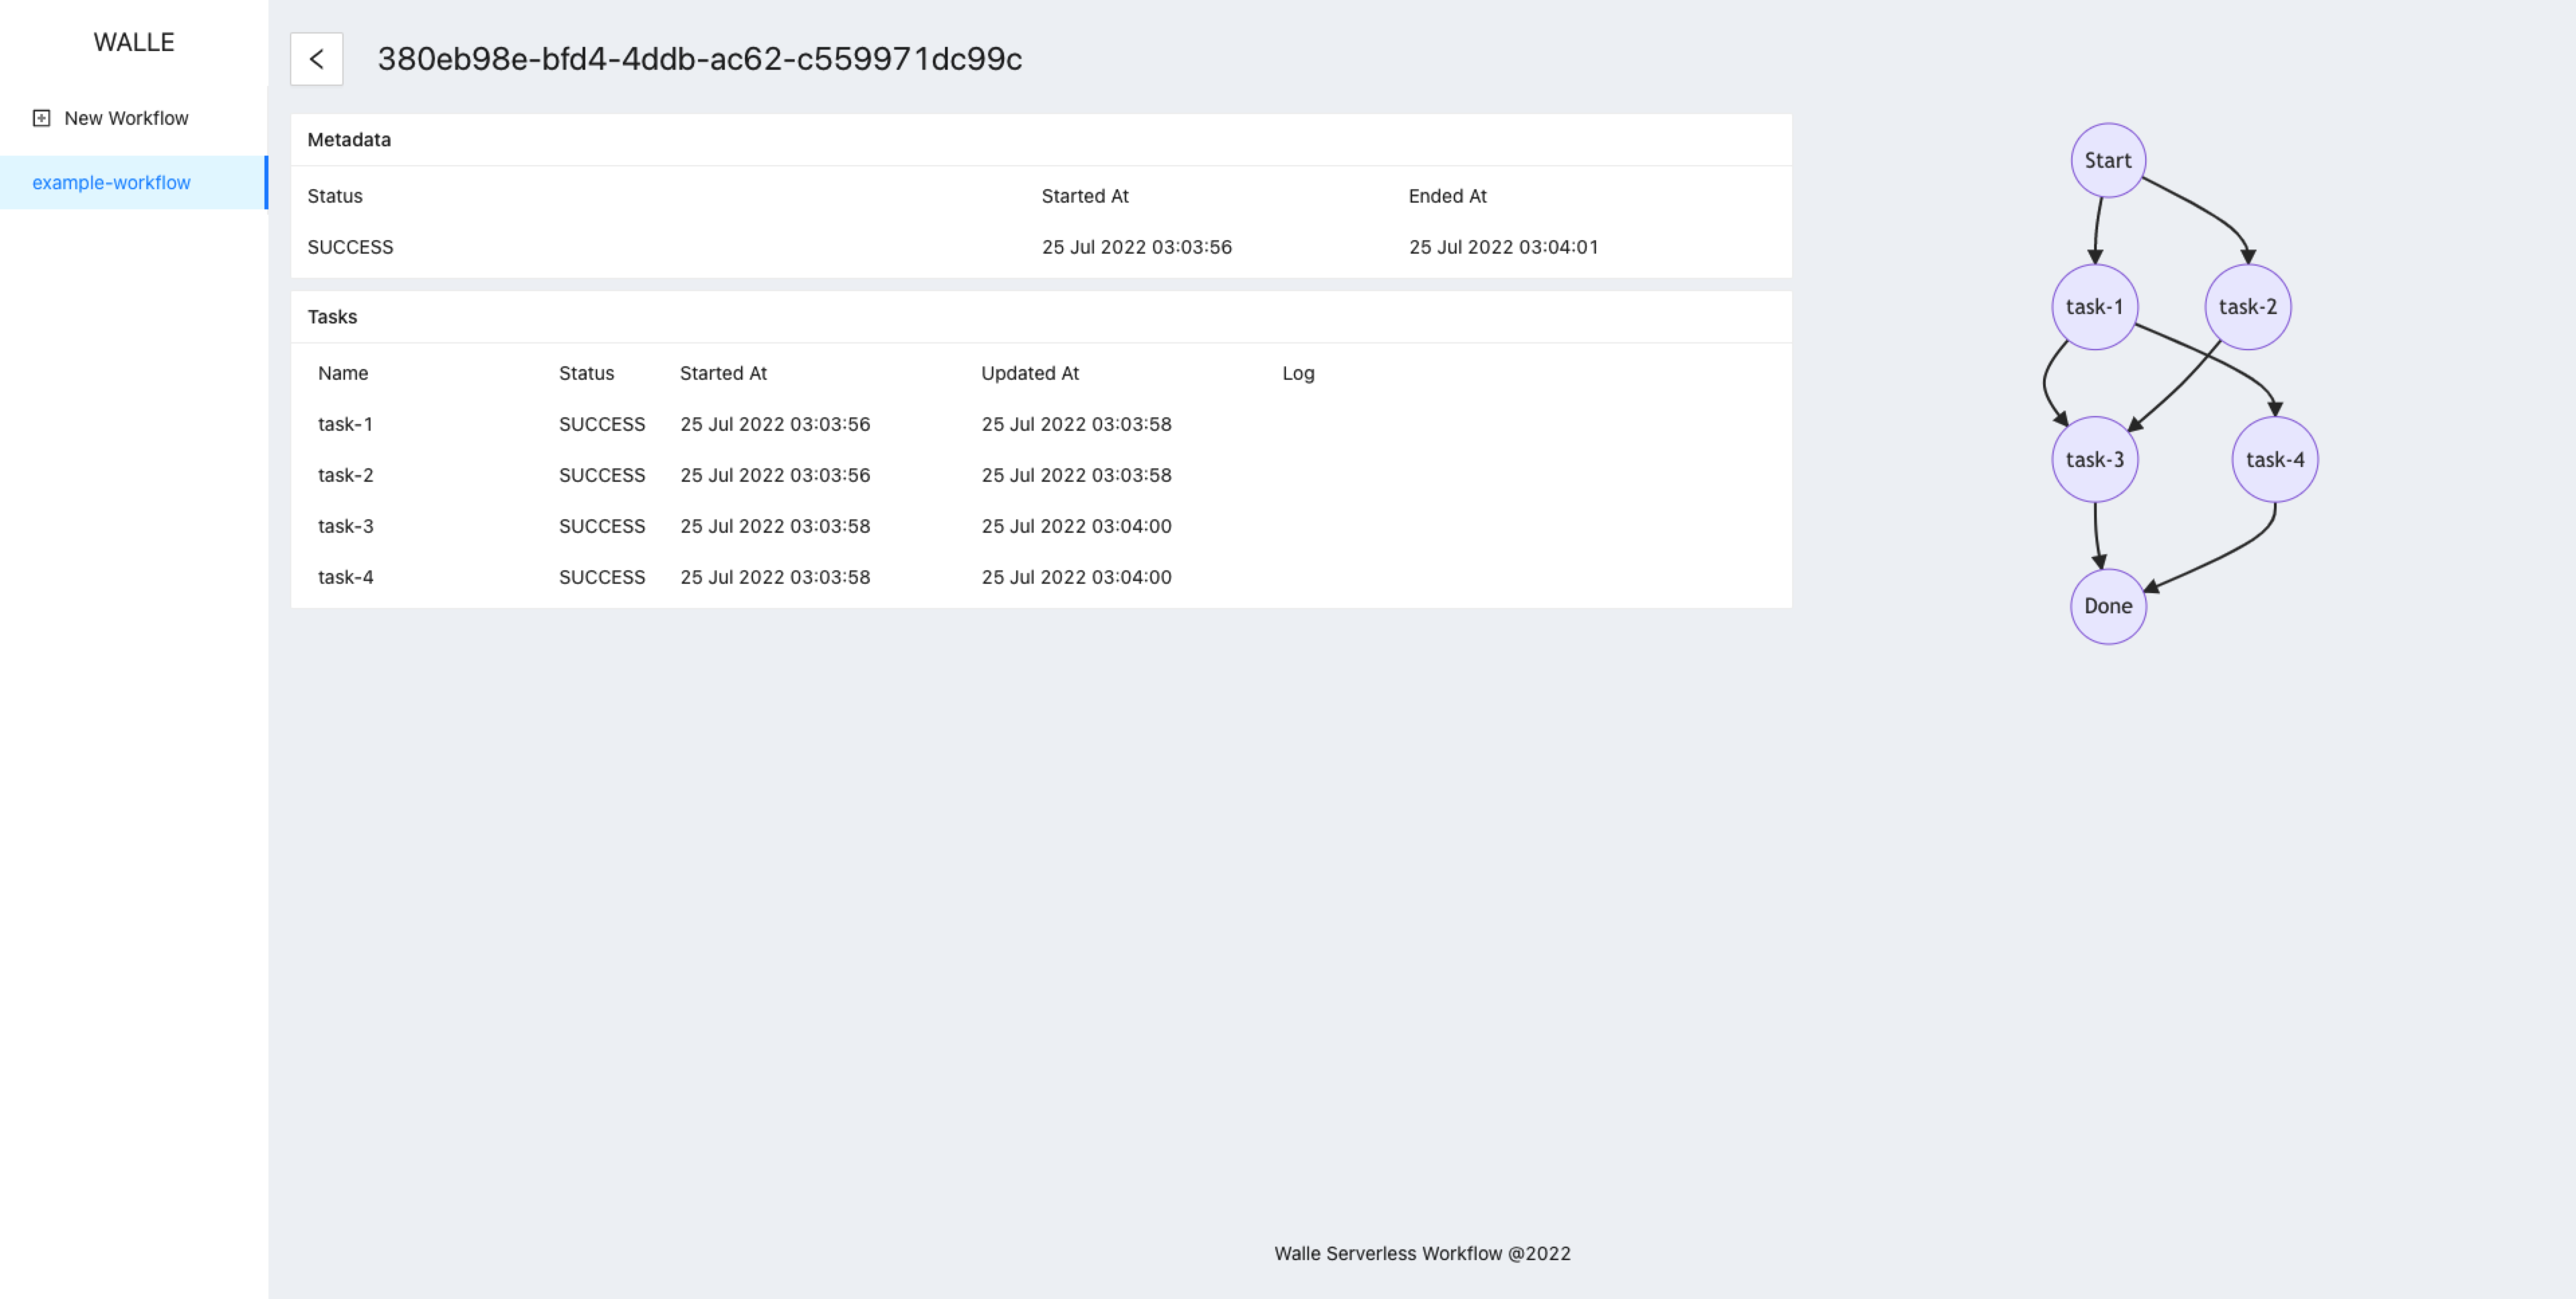 WALLE
New Workflow
example-workflow
380eb98e-bfd4-4ddb-ac62-c559971dc99c
Metadata
Status Started At Ended At
SUCCESS 25 Jul 2022 03:03:56 25 Jul 2022 03:04:01
Tasks
Name Status Started At Updated At Log
task-1 SUCCESS 25 Jul 2022 03:03:56 25 Jul 2022 03:03:58
task-2 SUCCESS 25 Jul 2022 03:03:56 25 Jul 2022 03:03:58
task-3 SUCCESS 25 Jul 2022 03:03:58 25 Jul 2022 03:04:00
task-4 SUCCESS 25 Jul 2022 03:03:58 25 Jul 2022 03:04:00
Start
task-1 task-2
task-3 task-4
Done
Walle Serverless Workflow @2022